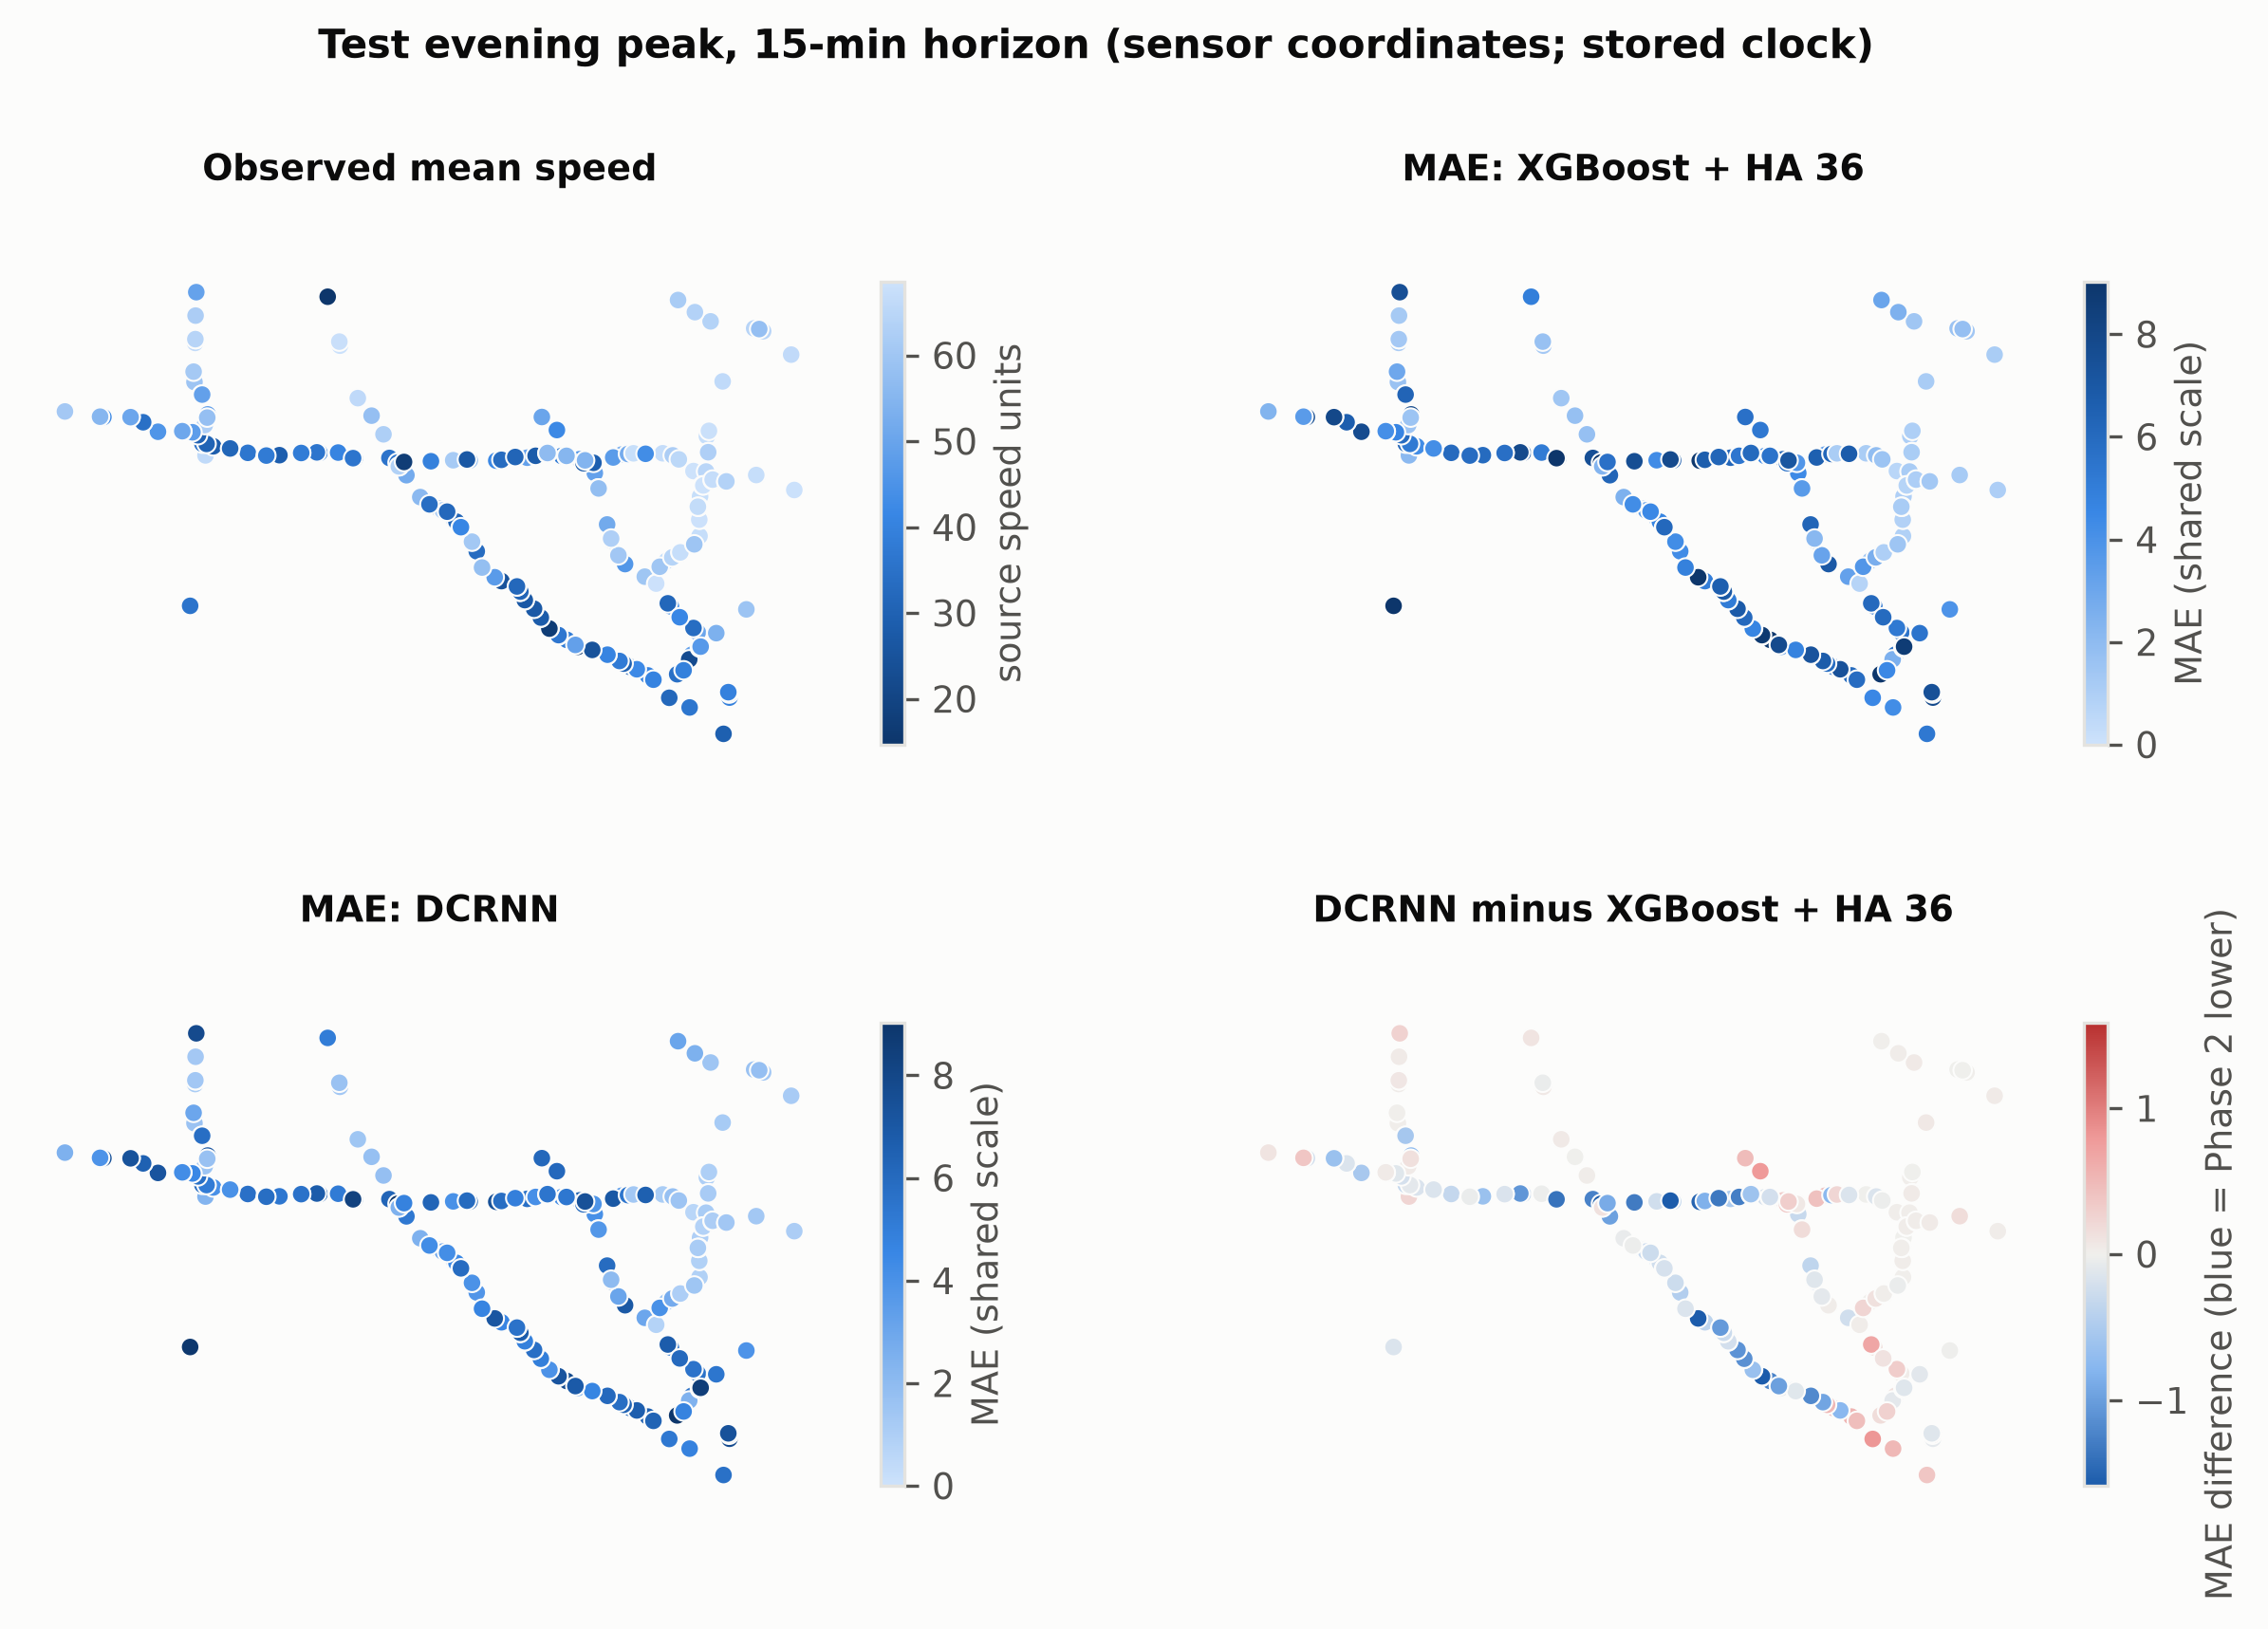 Test evening peak, 15-min horizon (sensor coordinates; stored clock)
Observed mean speed
60
50
40
30
20
source speed units
MAE: XGBoost + HA 36
8
6
4
2
0
MAE (shared scale)
MAE: DCRNN
8
6
4
2
0
MAE (shared scale)
DCRNN minus XGBoost + HA 36
1
0
−1
MAE difference (blue = Phase 2 lower)